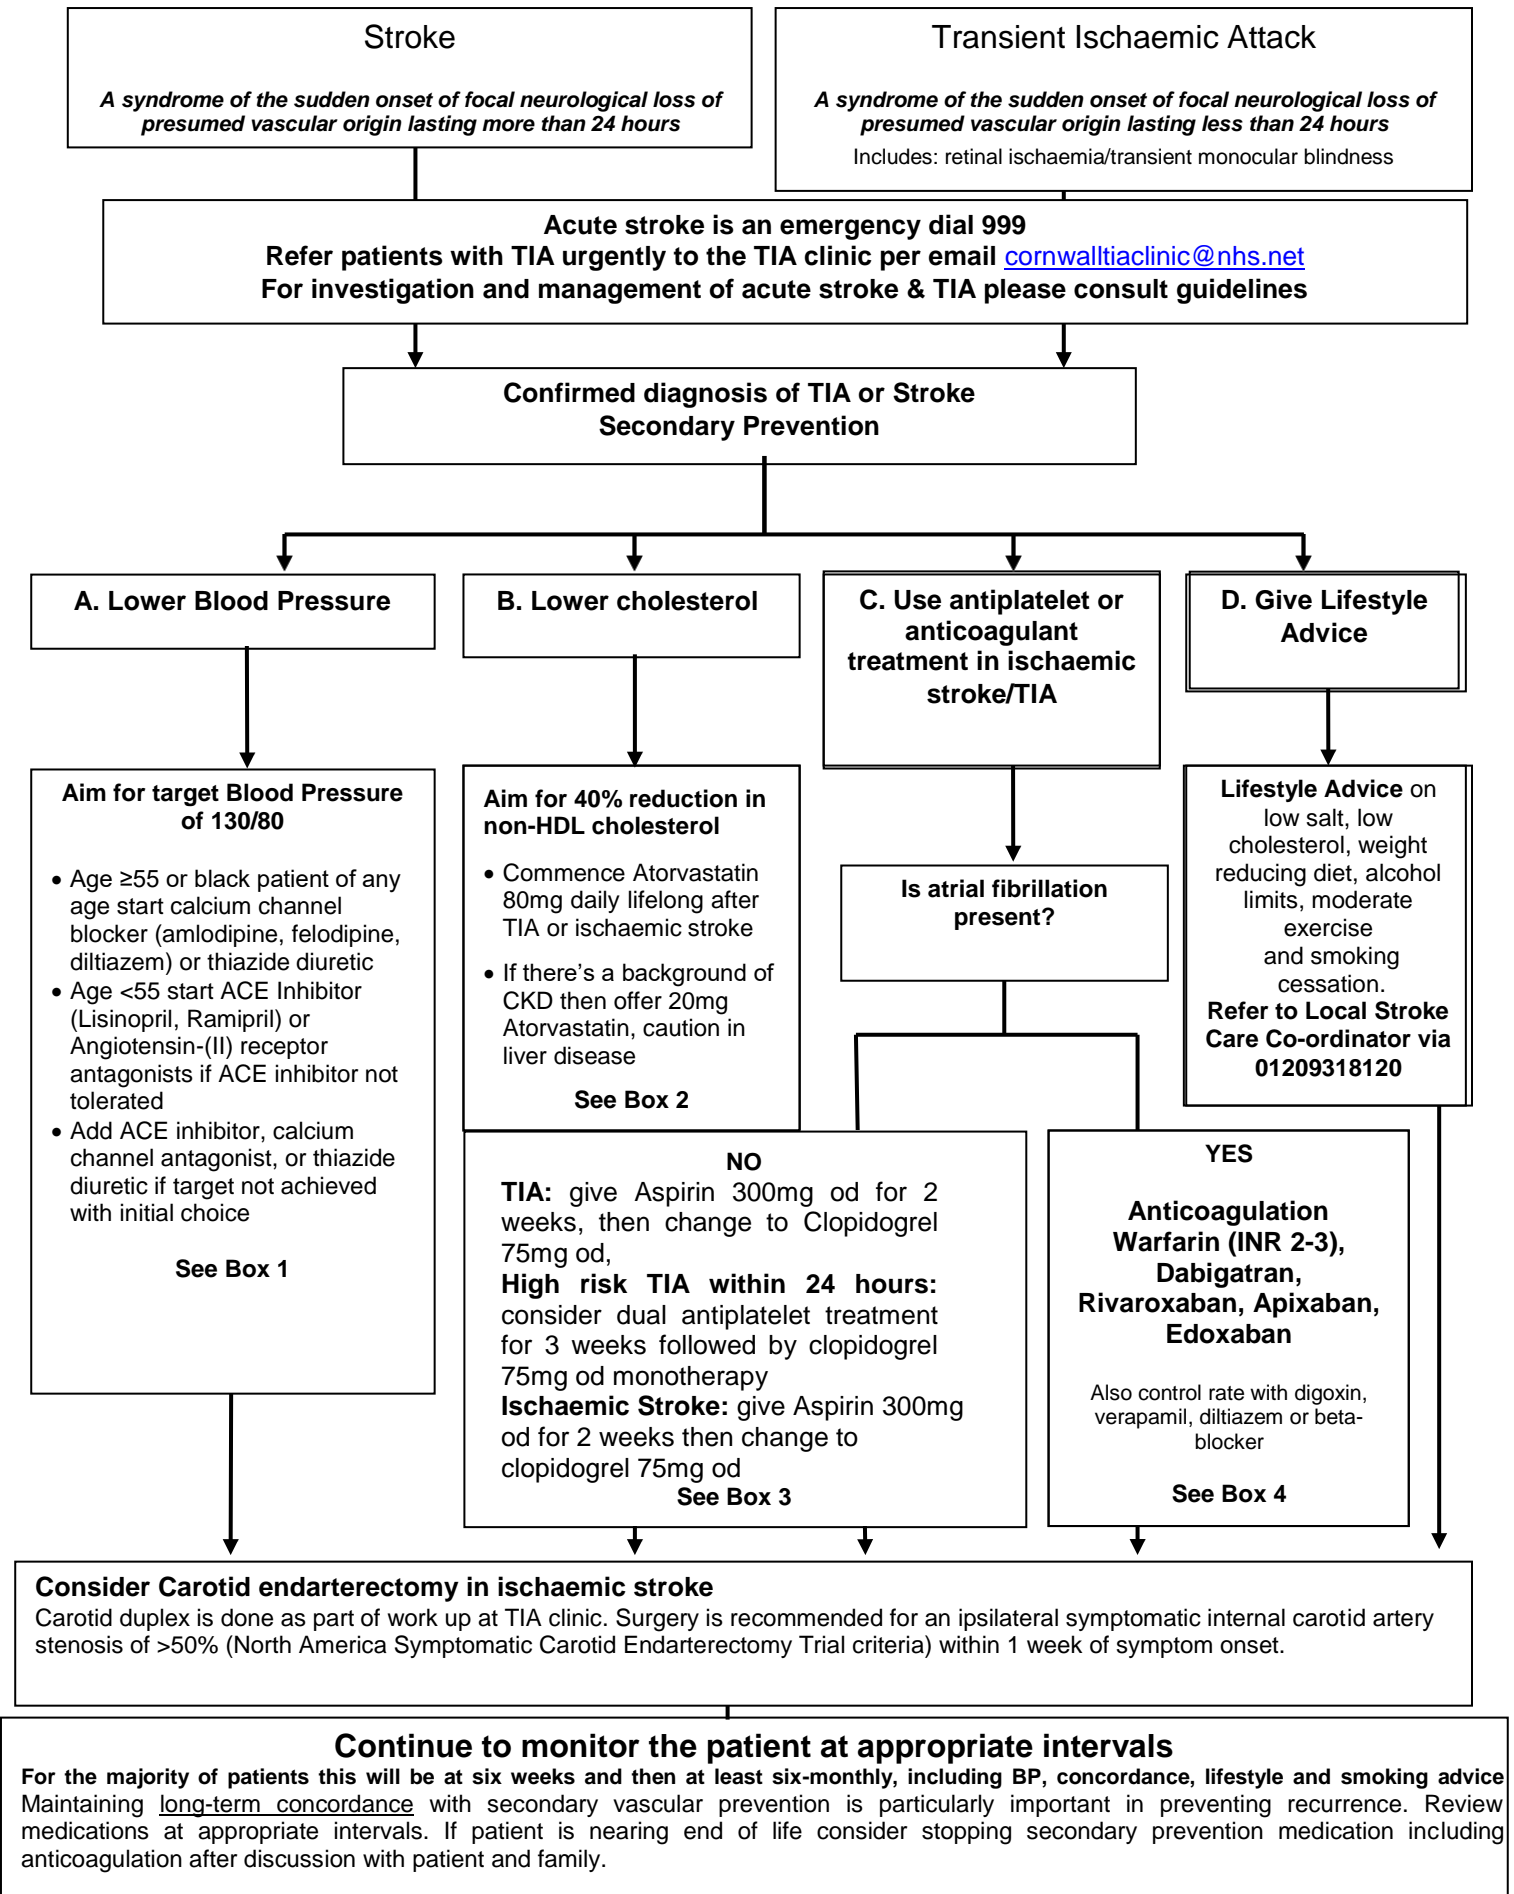 Stroke
A syndrome of the sudden onset of focal neurological loss of
presumed vascular origin lasting more than 24 hours
Transient Ischaemic Attack
A syndrome of the sudden onset of focal neurological loss of
presumed vascular origin lasting less than 24 hours
Includes: retinal ischaemia/transient monocular blindness
Acute stroke is an emergency dial 999
Refer patients with TIA urgently to the TIA clinic per email cornwalltiaclinic@nhs.net
For investigation and management of acute stroke & TIA please consult guidelines
Confirmed diagnosis of TIA or Stroke
Secondary Prevention
A. Lower Blood Pressure
B. Lower cholesterol
C. Use antiplatelet or
anticoagulant
treatment in ischaemic
stroke/TIA
D. Give Lifestyle
Advice
Aim for target Blood Pressure
of 130/80
• Age ≥55 or black patient of any
age start calcium channel
blocker (amlodipine, felodipine,
diltiazem) or thiazide diuretic
• Age <55 start ACE Inhibitor
(Lisinopril, Ramipril) or
Angiotensin-(II) receptor
antagonists if ACE inhibitor not
tolerated
• Add ACE inhibitor, calcium
channel antagonist, or thiazide
diuretic if target not achieved
with initial choice
See Box 1
Aim for 40% reduction in
non-HDL cholesterol
• Commence Atorvastatin
80mg daily lifelong after
TIA or ischaemic stroke
• If there's a background of
CKD then offer 20mg
Atorvastatin, caution in
liver disease
See Box 2
Is atrial fibrillation
present?
Lifestyle Advice on
low salt, low
cholesterol, weight
reducing diet, alcohol
limits, moderate
exercise
and smoking
cessation.
Refer to Local Stroke
Care Co-ordinator via
01209318120
NO
TIA: give Aspirin 300mg od for 2
weeks, then change to Clopidogrel
75mg od,
High risk TIA within 24 hours:
consider dual antiplatelet treatment
for 3 weeks followed by clopidogrel
75mg od monotherapy
Ischaemic Stroke: give Aspirin 300mg
od for 2 weeks then change to
clopidogrel 75mg od
See Box 3
YES
Anticoagulation
Warfarin (INR 2-3),
Dabigatran,
Rivaroxaban, Apixaban,
Edoxaban
Also control rate with digoxin,
verapamil, diltiazem or beta-
blocker
See Box 4
Consider Carotid endarterectomy in ischaemic stroke
Carotid duplex is done as part of work up at TIA clinic. Surgery is recommended for an ipsilateral symptomatic internal carotid artery
stenosis of >50% (North America Symptomatic Carotid Endarterectomy Trial criteria) within 1 week of symptom onset.
Continue to monitor the patient at appropriate intervals
For the majority of patients this will be at six weeks and then at least six-monthly, including BP, concordance, lifestyle and smoking advice
Maintaining long-term concordance with secondary vascular prevention is particularly important in preventing recurrence. Review
medications at appropriate intervals. If patient is nearing end of life consider stopping secondary prevention medication including
anticoagulation after discussion with patient and family.